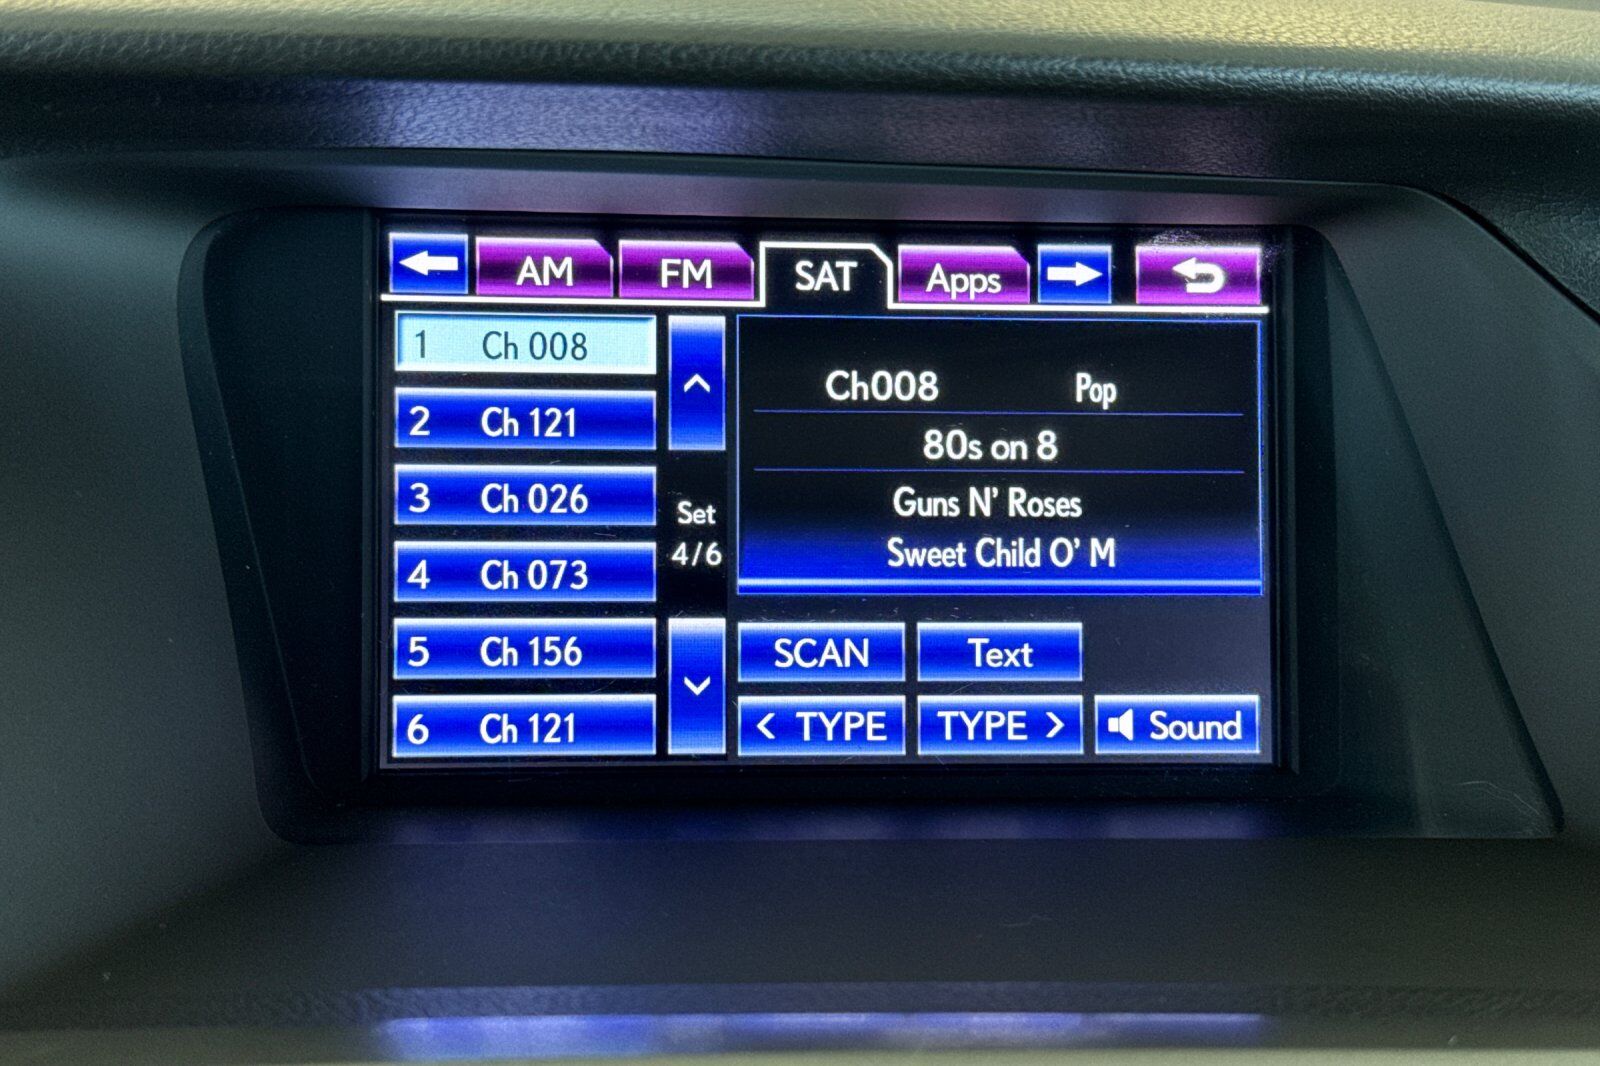 AM FM SAT Apps
1 Ch 008
2 Ch 121
3 Ch 026
4 Ch 073
5 Ch 156
6 Ch 121
Set
4/6
Ch008 Pop
80s on 8
Guns N' Roses
Sweet Child O' M
SCAN Text
< TYPE TYPE > Sound